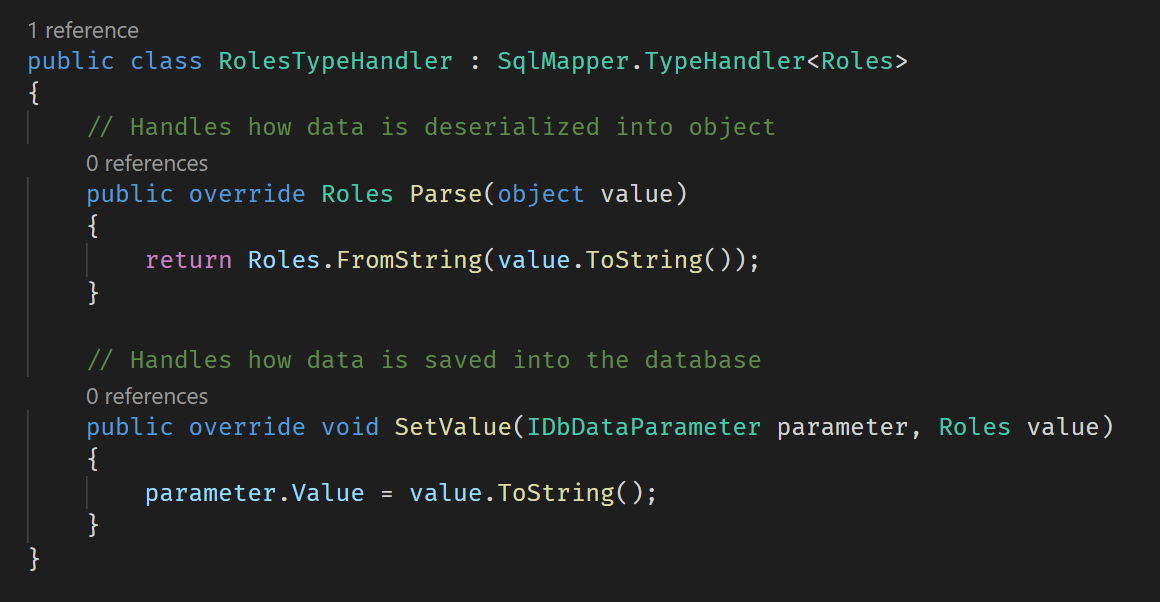 1 reference
public class RolesTypeHandler : SqlMapper.TypeHandler<Roles>
{
    // Handles how data is deserialized into object
    0 references
    public override Roles Parse(object value)
    {
        return Roles.FromString(value.ToString());
    }

    // Handles how data is saved into the database
    0 references
    public override void SetValue(IDbDataParameter parameter, Roles value)
    {
        parameter.Value = value.ToString();
    }
}